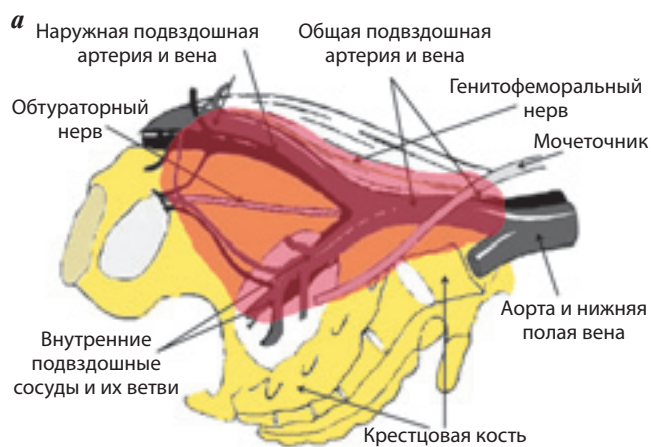 а
Наружная подвздошная
артерия и вена
Общая подвздошная
артерия и вена
Генитофеморальный
нерв
Обтураторный
нерв
Мочеточник
Аорта и нижняя
полая вена
Внутренние
подвздошные
сосуды и их ветви
Крестцовая кость